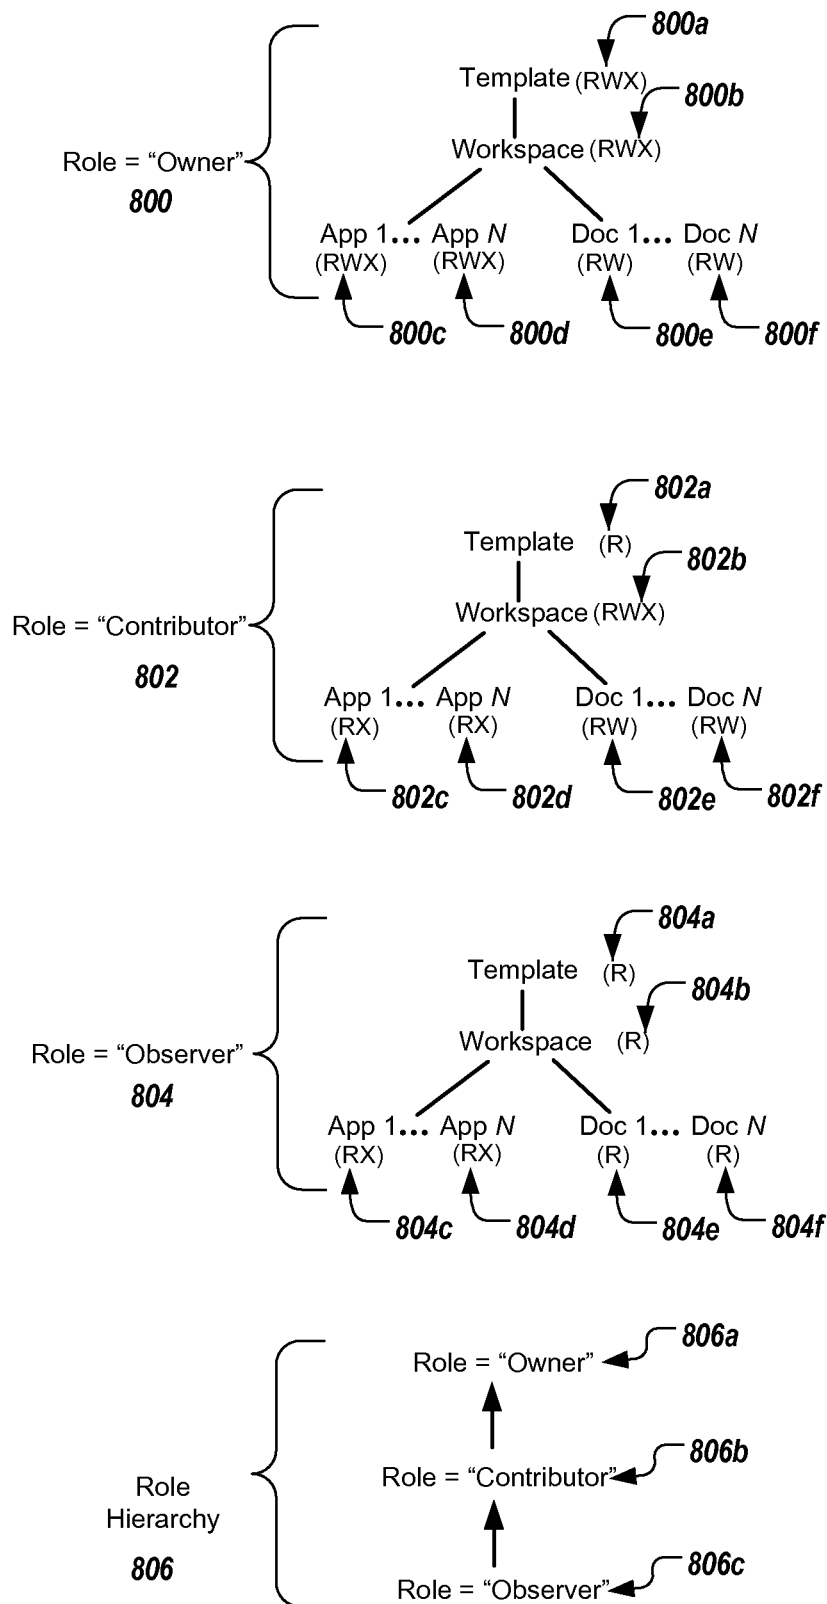 800a
Template (RWX)
800b
Workspace (RWX)
Role = “Owner”
800
App 1... App N Doc 1... Doc N
(RWX) (RWX) (RW) (RW)
800c 800d 800e 800f
802a
Template (R)
802b
Workspace (RWX)
Role = “Contributor”
802
App 1... App N Doc 1... Doc N
(RX) (RX) (RW) (RW)
802c 802d 802e 802f
804a
Template (R)
804b
Workspace (R)
Role = “Observer”
804
App 1... App N Doc 1... Doc N
(RX) (RX) (R) (R)
804c 804d 804e 804f
806a
Role = “Owner”
806b
Role = “Contributor”
Role
Hierarchy
806
806c
Role = “Observer”